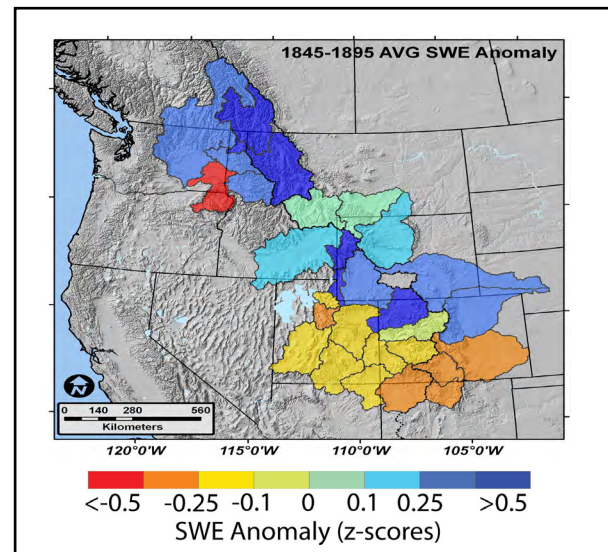 1845-1895 AVG SWE Anomaly
N
0 140 280 560
Kilometers
120°0'W 115°0'W 110°0'W 105°0'W
<-0.5 -0.25 -0.1 0 0.1 0.25 >0.5
SWE Anomaly (z-scores)